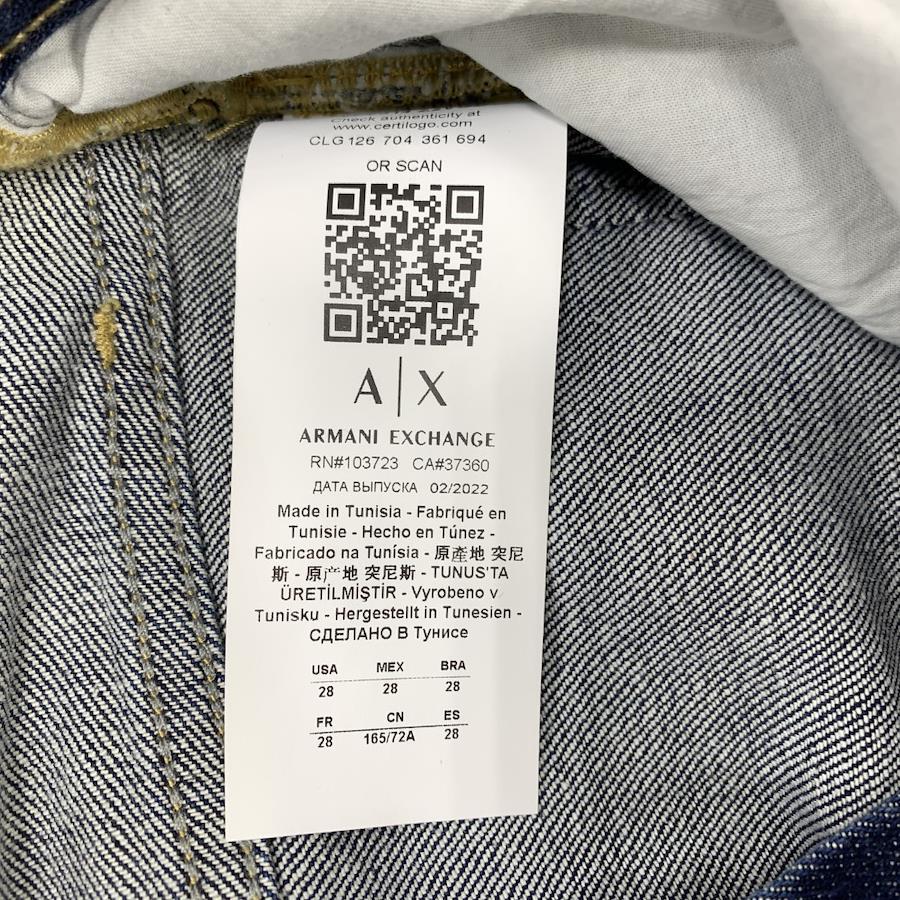 Check authenticity at
www.certilogo.com
CLG 126 704 361 694
OR SCAN
A|X
ARMANI EXCHANGE
RN#103723 CA#37360
ДАТА ВЫПУСКА 02/2022
Made in Tunisia - Fabriqué en
Tunisie - Hecho en Túnez -
Fabricado na Tunísia - 原產地 突尼
斯 - 原产地 突尼斯 - TUNUS'TA
ÜRETİLMİŞTİR - Vyrobeno v
Tunisku - Hergestellt in Tunesien -
СДЕЛАНО В Тунисе
USA MEX BRA
28 28 28
FR CN ES
28 165/72A 28